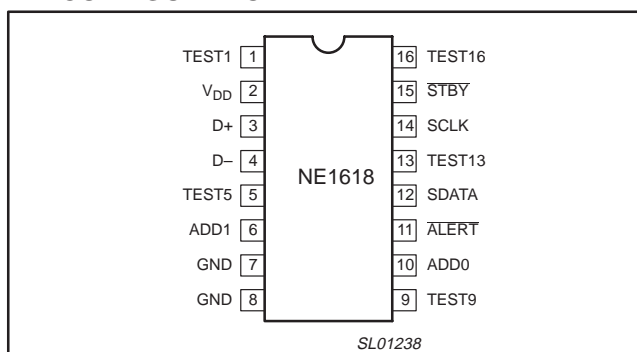 TEST1 1 16 TEST16
VDD 2 15 STBY
D+ 3 14 SCLK
D– 4 13 TEST13
NE1618
TEST5 5 12 SDATA
ADD1 6 11 ALERT
GND 7 10 ADD0
GND 8 9 TEST9
SL01238